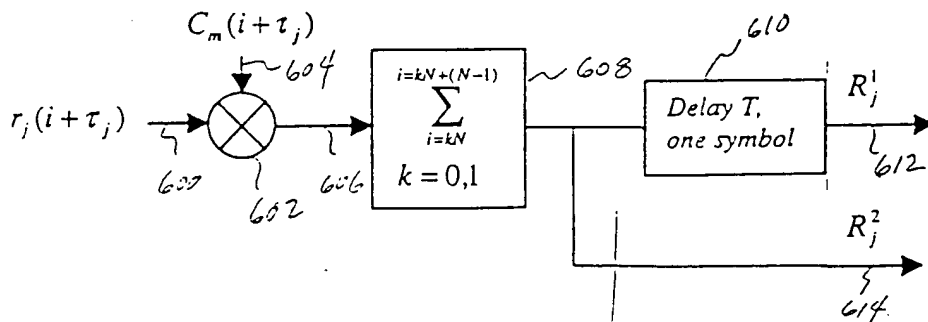 C_m(i + τ_j)
604
r_j(i + τ_j)
600
602
606
i=kN+(N-1)
∑
i=kN
k = 0,1
608
610
Delay T,
one symbol
R_j^1
612
R_j^2
614